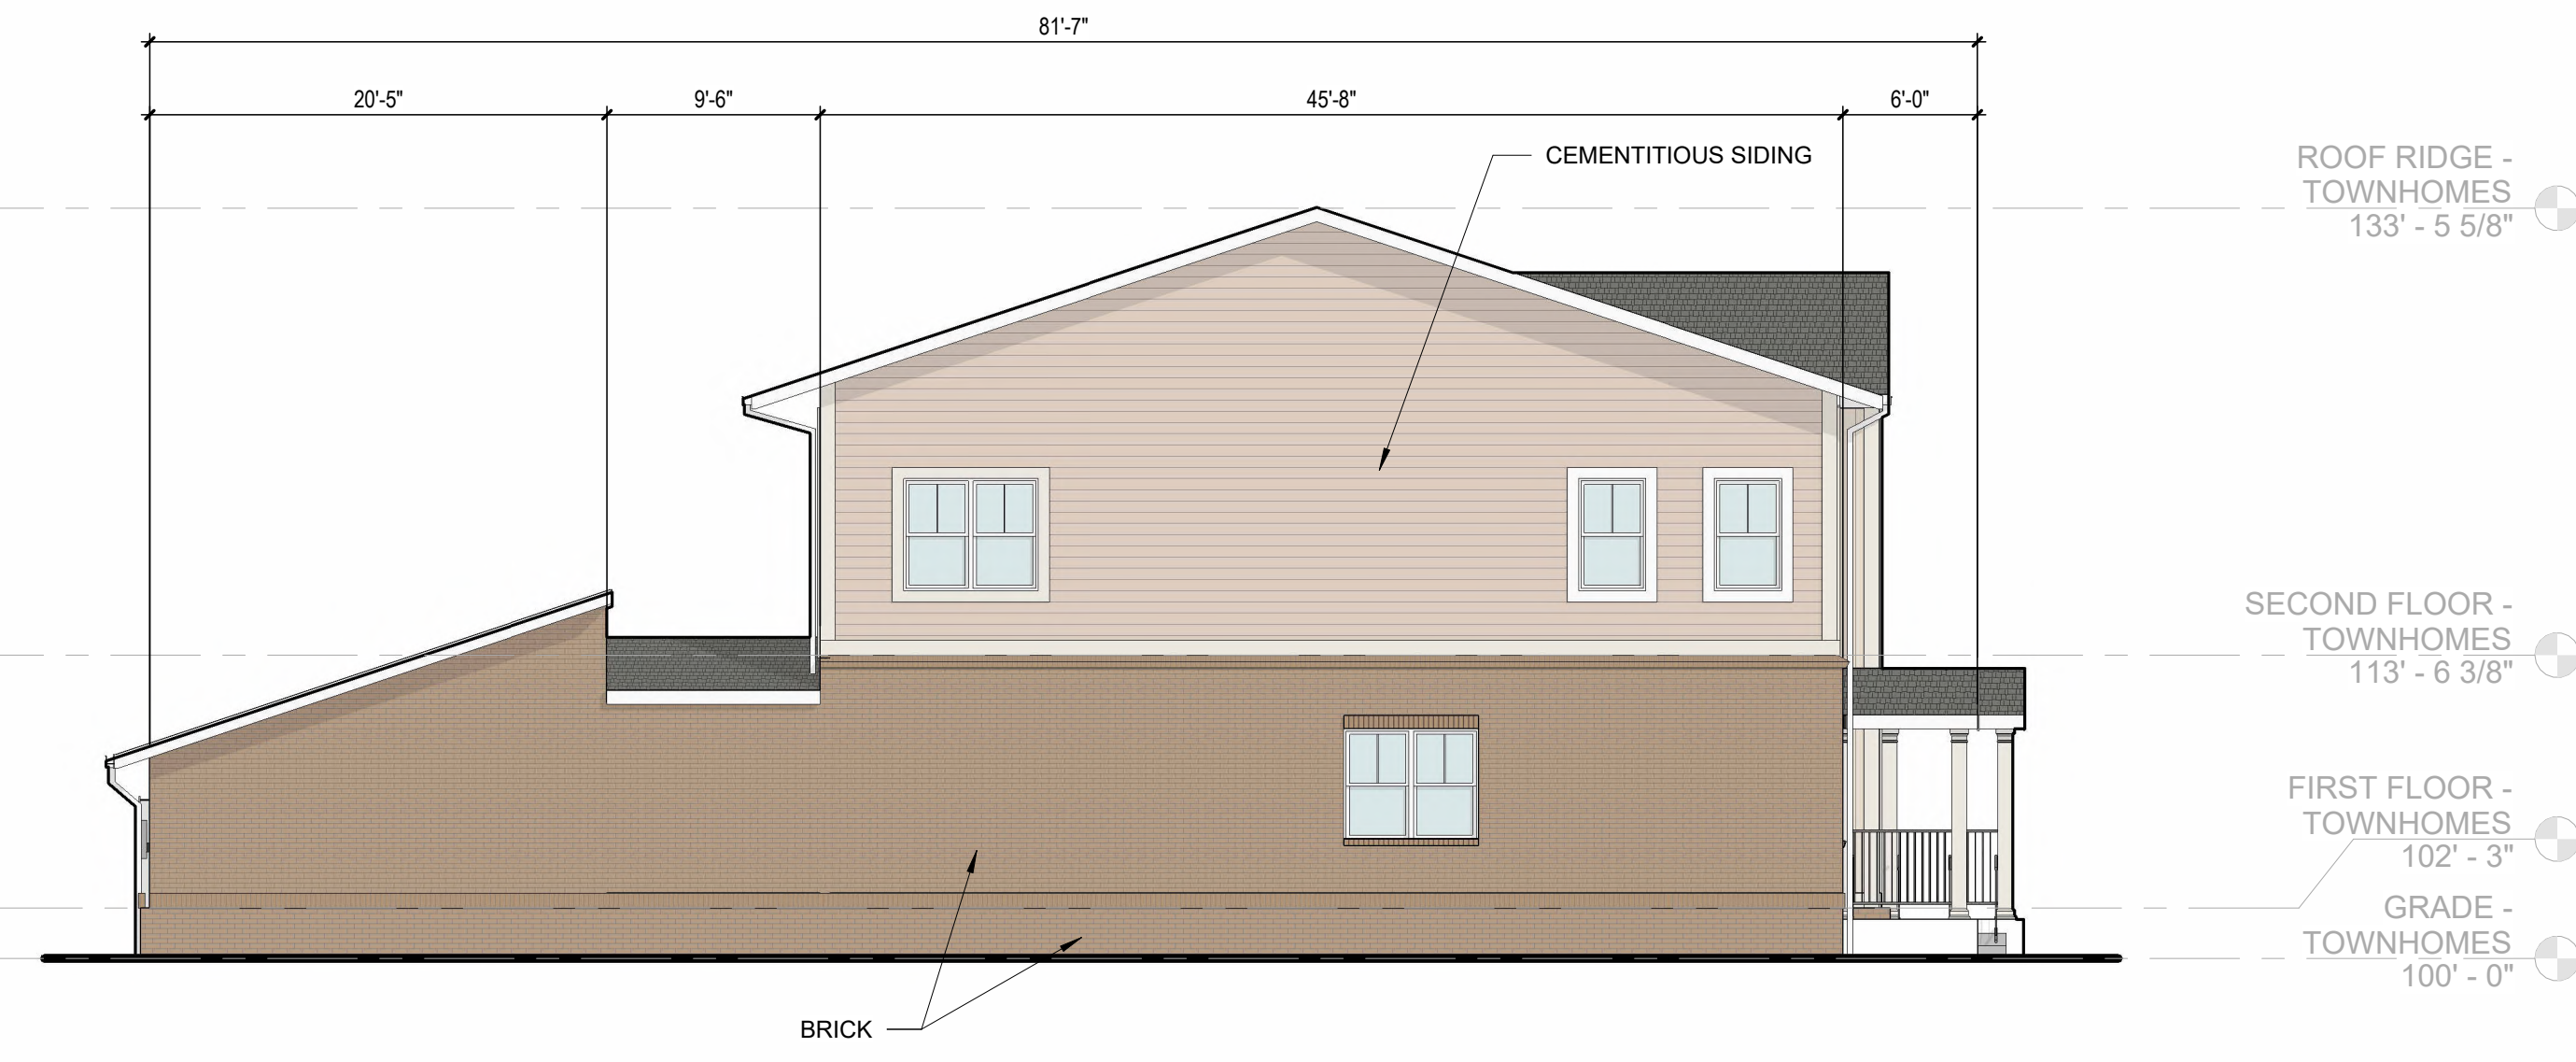 81'-7"
20'-5"
9'-6"
45'-8"
6'-0"
CEMENTITIOUS SIDING
ROOF RIDGE -
TOWNHOMES
133' - 5 5/8"
SECOND FLOOR -
TOWNHOMES
113' - 6 3/8"
FIRST FLOOR -
TOWNHOMES
102' - 3"
GRADE -
TOWNHOMES
100' - 0"
BRICK